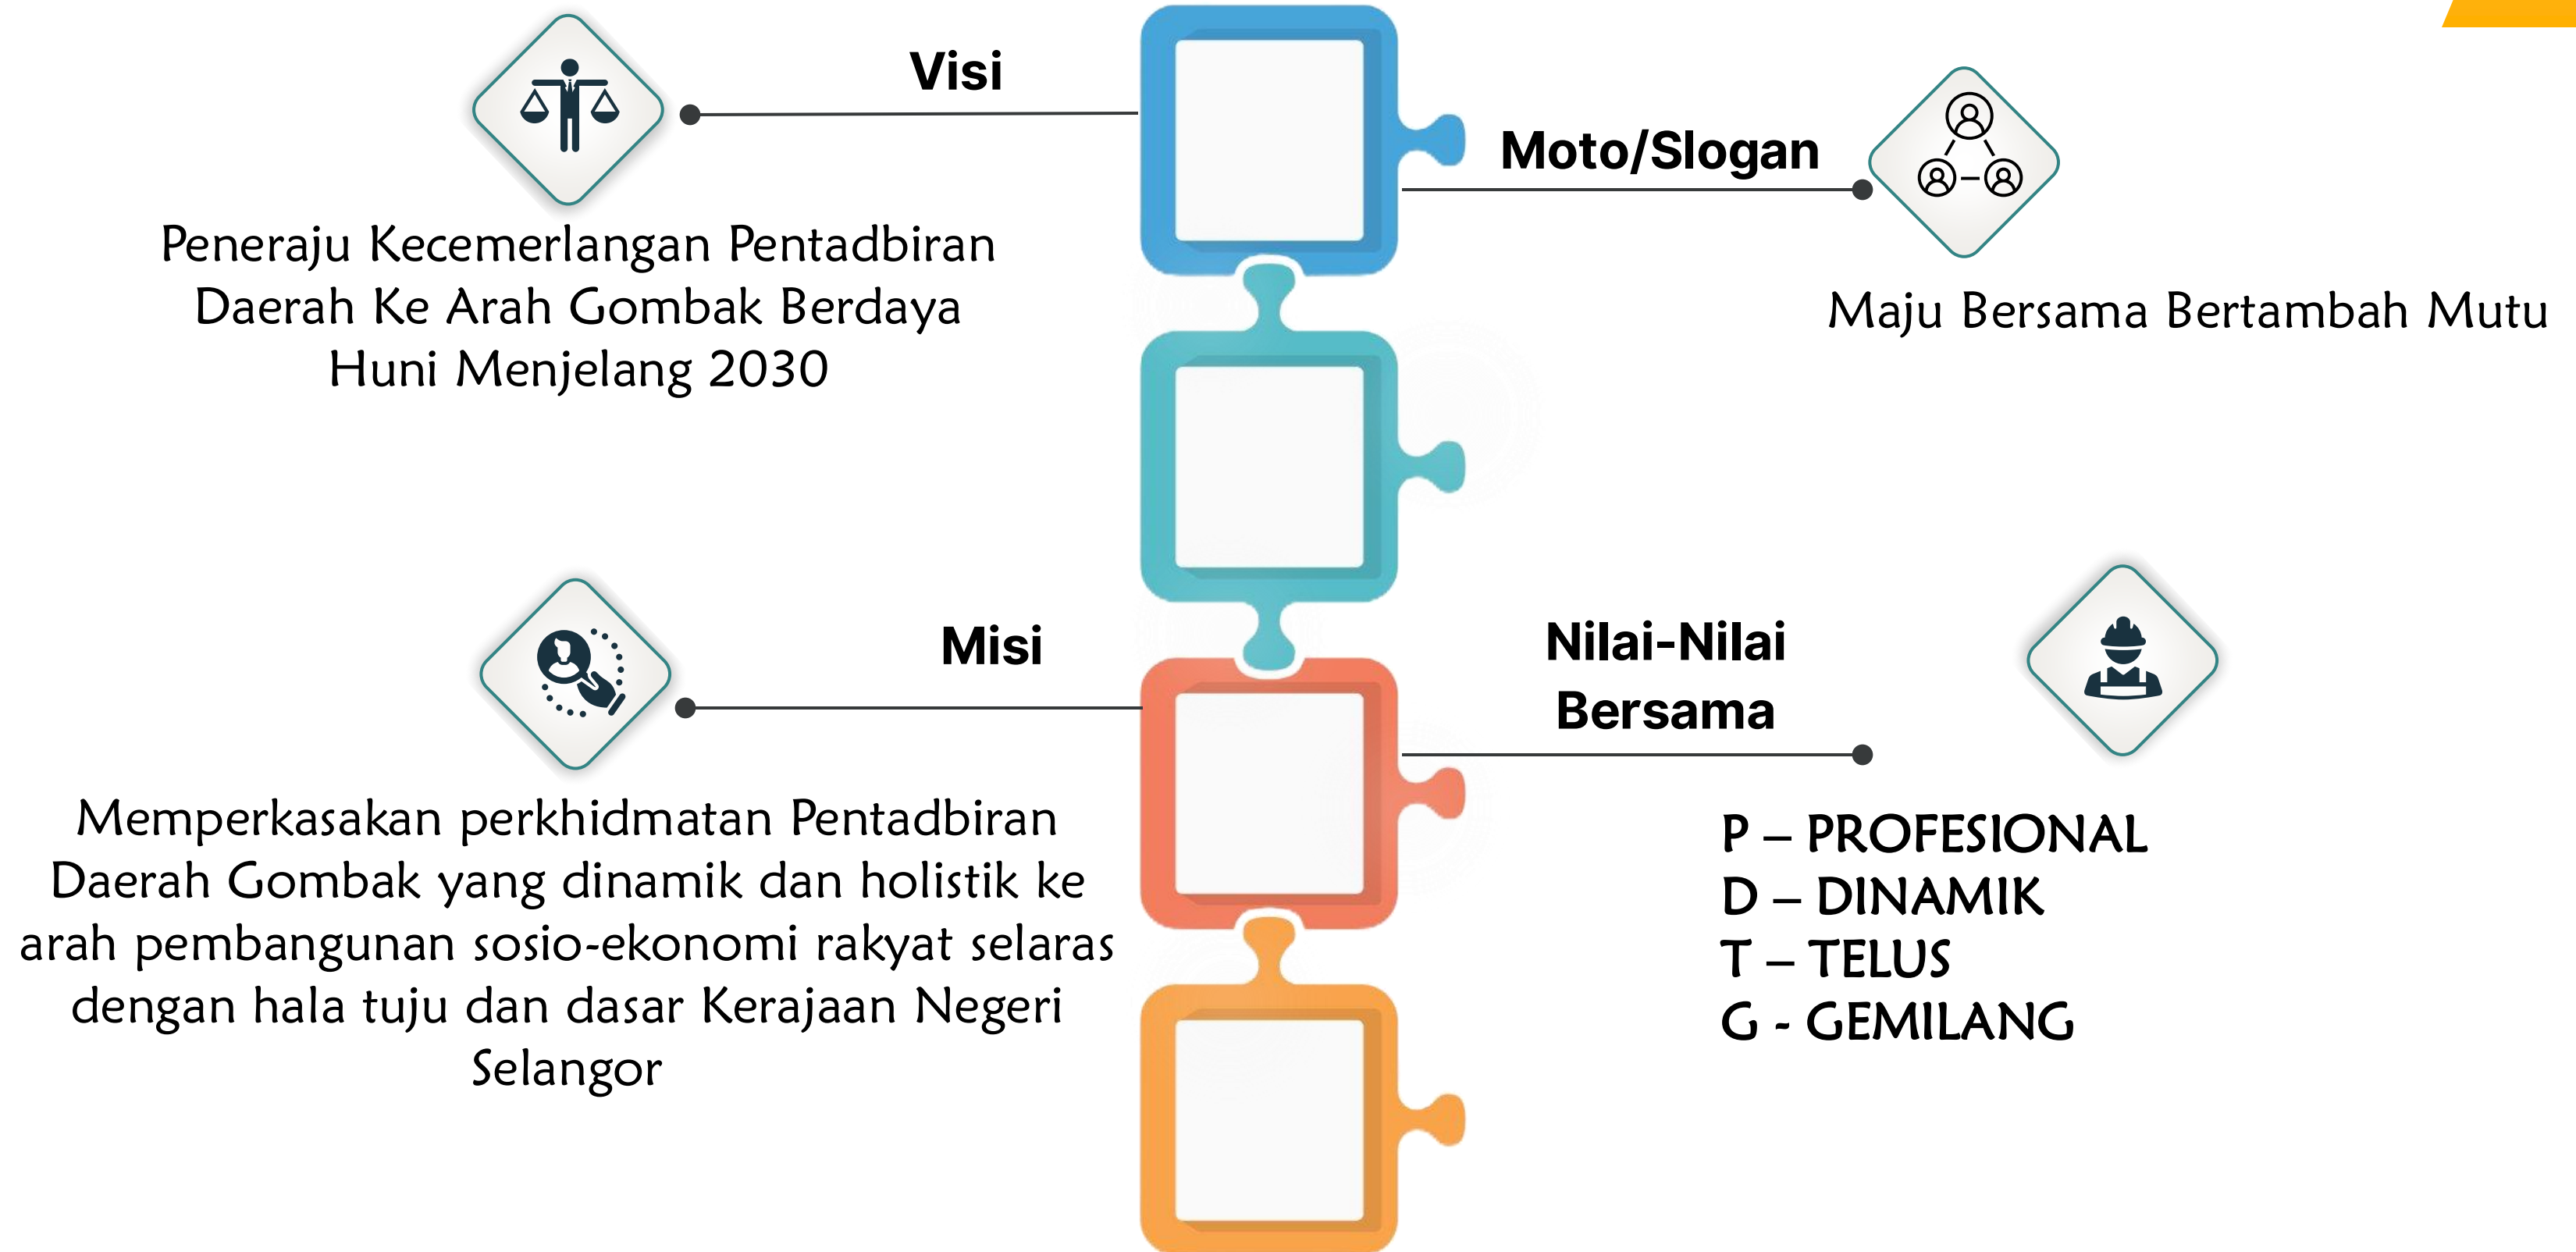 Visi
Peneraju Kecemerlangan Pentadbiran
Daerah Ke Arah Gombak Berdaya
Huni Menjelang 2030
Moto/Slogan
Maju Bersama Bertambah Mutu
Misi
Memperkasakan perkhidmatan Pentadbiran
Daerah Gombak yang dinamik dan holistik ke
arah pembangunan sosio-ekonomi rakyat selaras
dengan hala tuju dan dasar Kerajaan Negeri
Selangor
Nilai-Nilai
Bersama
P – PROFESIONAL
D – DINAMIK
T – TELUS
G - GEMILANG